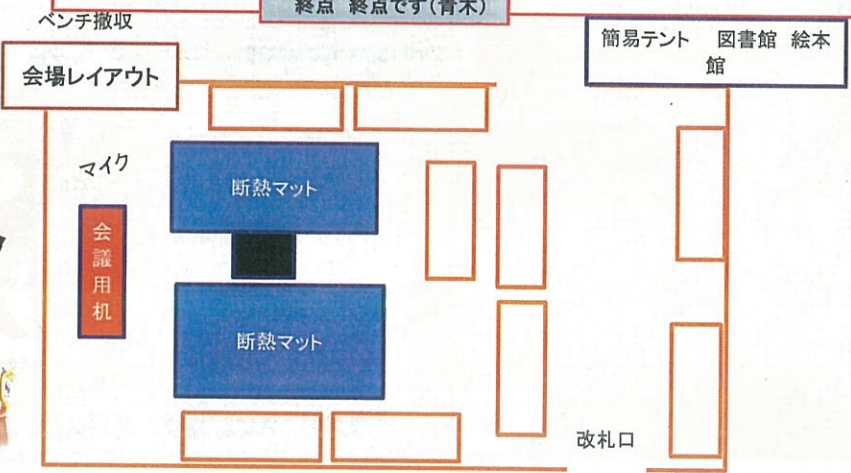 終点 終点です(青木)
ベンチ撤収
簡易テント 図書館 絵本
館
会場レイアウト
マイク
断熱マット
会議用机
断熱マット
改札口